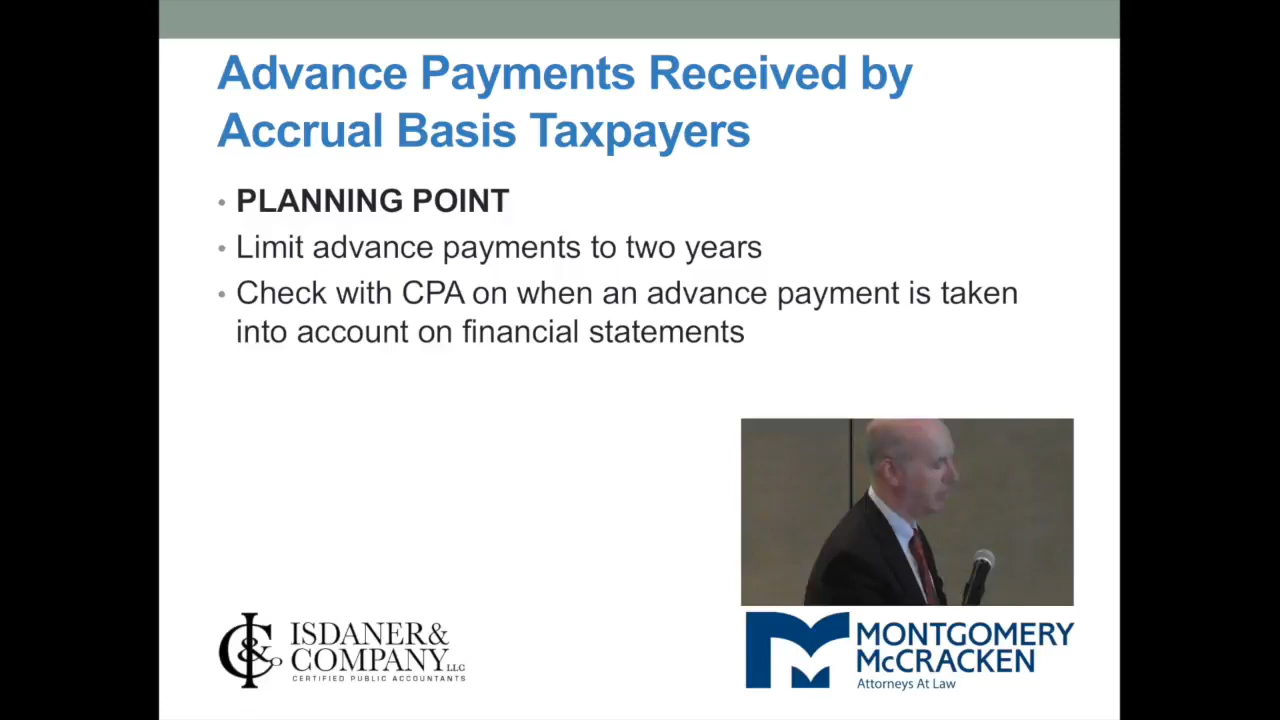 Advance Payments Received by
Accrual Basis Taxpayers
• PLANNING POINT
• Limit advance payments to two years
• Check with CPA on when an advance payment is taken
into account on financial statements
ISDANER&
COMPANY LLC
CERTIFIED PUBLIC ACCOUNTANTS
MONTGOMERY
McCRACKEN
Attorneys At Law